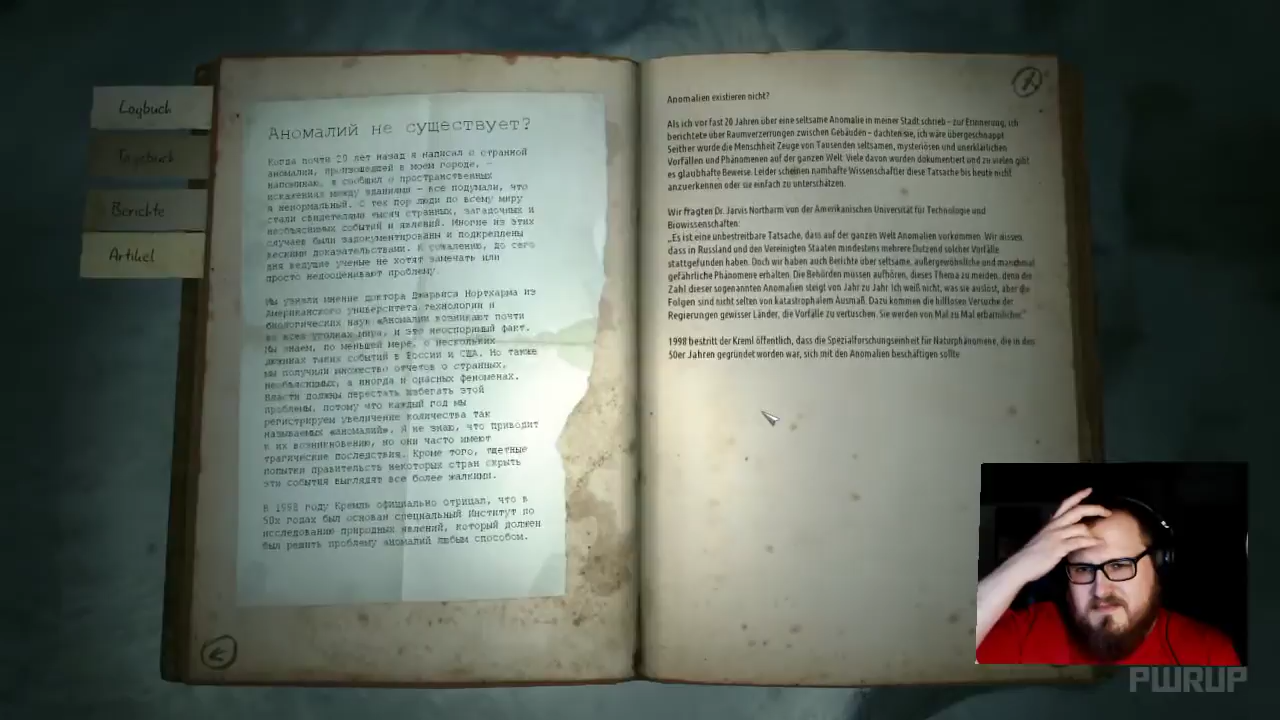 Logbuch
Tagebuch
Berichte
Artikel
Аномалий не существует?
Когда почти 20 лет назад я написал о странной
аномалии, произошедшей в моем городе, –
напоминаю, я сообщил о пространственных
искажениях между зданиями – все подумали, что
я ненормальный. С тех пор люди по всему миру
стали свидетелями тысяч странных, загадочных и
необъяснимых событий и явлений. Многие из этих
случаев были задокументированы и подкреплены
вескими доказательствами. К сожалению, до сего
дня ведущие ученые не хотят замечать или
просто недооценивают проблему.
Мы узнали мнение доктора Джарвиса Нортхарма из
Американского университета технологии и
биологических наук «Аномалии возникают почти
во всех уголках мира, и это неоспоримый факт.
Мы знаем, по меньшей мере, о нескольких
дюжинах таких событий в России и США. Но также
мы получили множество отчетов о странных,
необъяснимых, а иногда и опасных феноменах.
Власти должны перестать избегать этой
проблемы, потому что каждый год мы
регистрируем увеличение количества так
называемых «аномалий». Я не знаю, что приводит
к их возникновению, но они часто имеют
трагические последствия. Кроме того, тщетные
попытки правительств некоторых стран скрыть
эти события выглядят все более жалкими.
В 1998 году Кремль официально отрицал, что в
50х годах был основан специальный Институт по
исследованию природных явлений, который должен
был решить проблему аномалий любым способом.
Anomalien existieren nicht?
Als ich vor fast 20 Jahren über eine seltsame Anomalie in meiner Stadt schrieb – zur Erinnerung, ich
berichtete über Raumverzerrungen zwischen Gebäuden – dachten sie, ich wäre übergeschnappt
Seither wurde die Menschheit Zeuge von Tausenden seltsamen, mysteriösen und unerklärlichen
Vorfällen und Phänomenen auf der ganzen Welt. Viele davon wurden dokumentiert und zu vielen gibt
es glaubhafte Beweise. Leider scheinen namhafte Wissenschaftler diese Tatsache bis heute nicht
anzuerkennen oder sie einfach zu unterschätzen.
Wir fragten Dr. Jarvis Northarm von der Amerikanischen Universität für Technologie und
Biowissenschaften:
„Es ist eine unbestreitbare Tatsache, dass auf der ganzen Welt Anomalien vorkommen. Wir wissen,
dass in Russland und den Vereinigten Staaten mindestens mehrere Dutzend solcher Vorfälle
stattgefunden haben. Doch wir haben auch Berichte über seltsame, außergewöhnliche und manchmal
gefährliche Phänomene erhalten. Die Behörden müssen aufhören, dieses Thema zu meiden, denn die
Zahl dieser sogenannten Anomalien steigt von Jahr zu Jahr. Ich weiß nicht, was sie auslöst, aber die
Folgen sind nicht selten von katastrophalem Ausmaß. Dazu kommen die hilflosen Versuche der
Regierungen gewisser Länder, die Vorfälle zu vertuschen. Sie werden von Mal zu Mal erbärmlicher."
1998 bestritt der Kreml öffentlich, dass die Spezialforschungseinheit für Naturphänomene, die in den
50er Jahren gegründet worden war, sich mit den Anomalien beschäftigen sollte
PWRUP